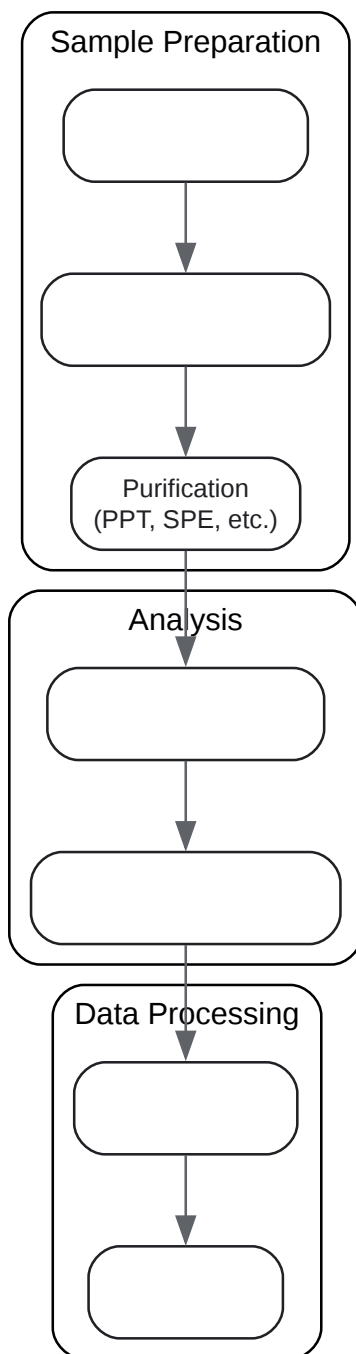 Sample Preparation
Purification
(PPT, SPE, etc.)
Analysis
Data Processing